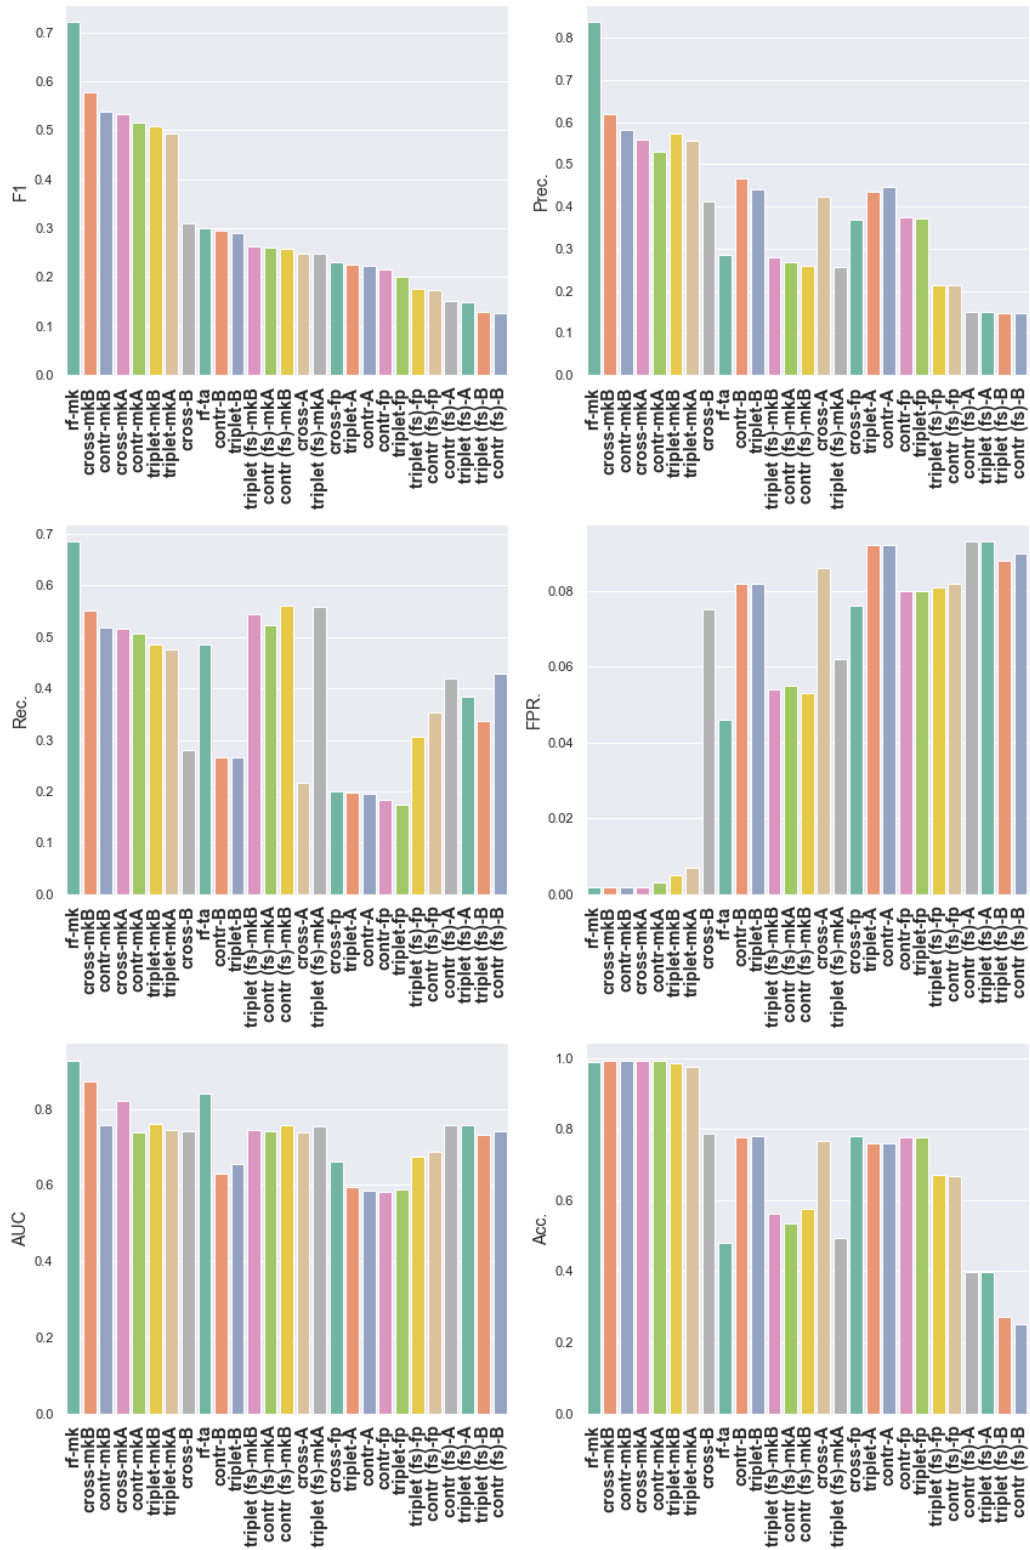 F1
0.7
0.6
0.5
0.4
0.3
0.2
0.1
0.0
rf-mk
cross-mkB
contr-mkB
cross-mkA
contr-mkA
triplet-mkB
triplet-mkA
cross-B
rf-ta
contr-B
triplet-B
triplet (fs)-mkB
contr (fs)-mkA
contr (fs)-mkB
cross-A
triplet (fs)-mkA
cross-fp
triplet-A
contr-A
contr-fp
triplet-fp
triplet (fs)-fp
contr (fs)-fp
contr (fs)-A
triplet (fs)-A
triplet (fs)-B
contr (fs)-B
Prec.
0.8
0.7
0.6
0.5
0.4
0.3
0.2
0.1
0.0
rf-mk
cross-mkB
contr-mkB
cross-mkA
contr-mkA
triplet-mkB
triplet-mkA
cross-B
rf-ta
contr-B
triplet-B
triplet (fs)-mkB
contr (fs)-mkA
contr (fs)-mkB
cross-A
triplet (fs)-mkA
cross-fp
triplet-A
contr-A
contr-fp
triplet-fp
triplet (fs)-fp
contr (fs)-fp
contr (fs)-A
triplet (fs)-A
triplet (fs)-B
contr (fs)-B
Rec.
0.7
0.6
0.5
0.4
0.3
0.2
0.1
0.0
rf-mk
cross-mkB
contr-mkB
cross-mkA
contr-mkA
triplet-mkB
triplet-mkA
cross-B
rf-ta
contr-B
triplet-B
triplet (fs)-mkB
contr (fs)-mkA
contr (fs)-mkB
cross-A
triplet (fs)-mkA
cross-fp
triplet-A
contr-A
contr-fp
triplet-fp
triplet (fs)-fp
contr (fs)-fp
contr (fs)-A
triplet (fs)-A
triplet (fs)-B
contr (fs)-B
FPR.
0.08
0.06
0.04
0.02
0.00
rf-mk
cross-mkB
contr-mkB
cross-mkA
contr-mkA
triplet-mkB
triplet-mkA
cross-B
rf-ta
contr-B
triplet-B
triplet (fs)-mkB
contr (fs)-mkA
contr (fs)-mkB
cross-A
triplet (fs)-mkA
cross-fp
triplet-A
contr-A
contr-fp
triplet-fp
triplet (fs)-fp
contr (fs)-fp
contr (fs)-A
triplet (fs)-A
triplet (fs)-B
contr (fs)-B
AUC
0.8
0.6
0.4
0.2
0.0
rf-mk
cross-mkB
contr-mkB
cross-mkA
contr-mkA
triplet-mkB
triplet-mkA
cross-B
rf-ta
contr-B
triplet-B
triplet (fs)-mkB
contr (fs)-mkA
contr (fs)-mkB
cross-A
triplet (fs)-mkA
cross-fp
triplet-A
contr-A
contr-fp
triplet-fp
triplet (fs)-fp
contr (fs)-fp
contr (fs)-A
triplet (fs)-A
triplet (fs)-B
contr (fs)-B
Acc.
1.0
0.8
0.6
0.4
0.2
0.0
rf-mk
cross-mkB
contr-mkB
cross-mkA
contr-mkA
triplet-mkB
triplet-mkA
cross-B
rf-ta
contr-B
triplet-B
triplet (fs)-mkB
contr (fs)-mkA
contr (fs)-mkB
cross-A
triplet (fs)-mkA
cross-fp
triplet-A
contr-A
contr-fp
triplet-fp
triplet (fs)-fp
contr (fs)-fp
contr (fs)-A
triplet (fs)-A
triplet (fs)-B
contr (fs)-B